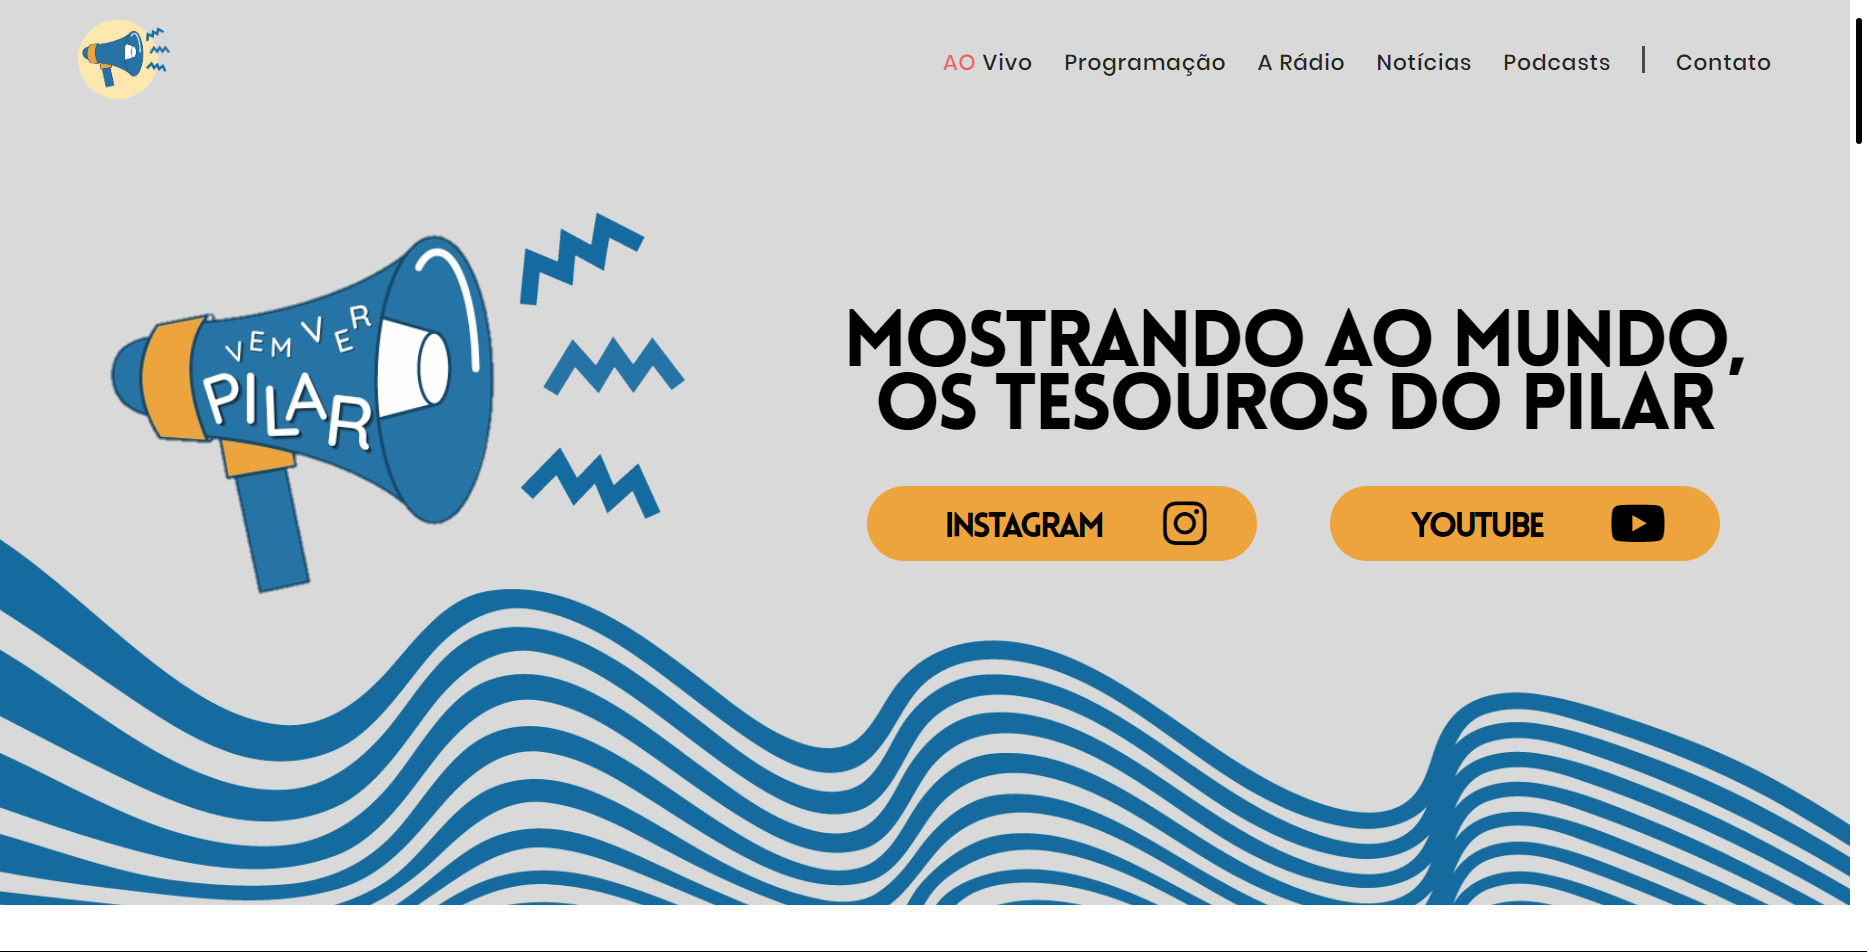 AO Vivo Programação A Rádio Notícias Podcasts | Contato
VEM VER
PILAR
MOSTRANDO AO MUNDO,
OS TESOUROS DO PILAR
INSTAGRAM
YOUTUBE